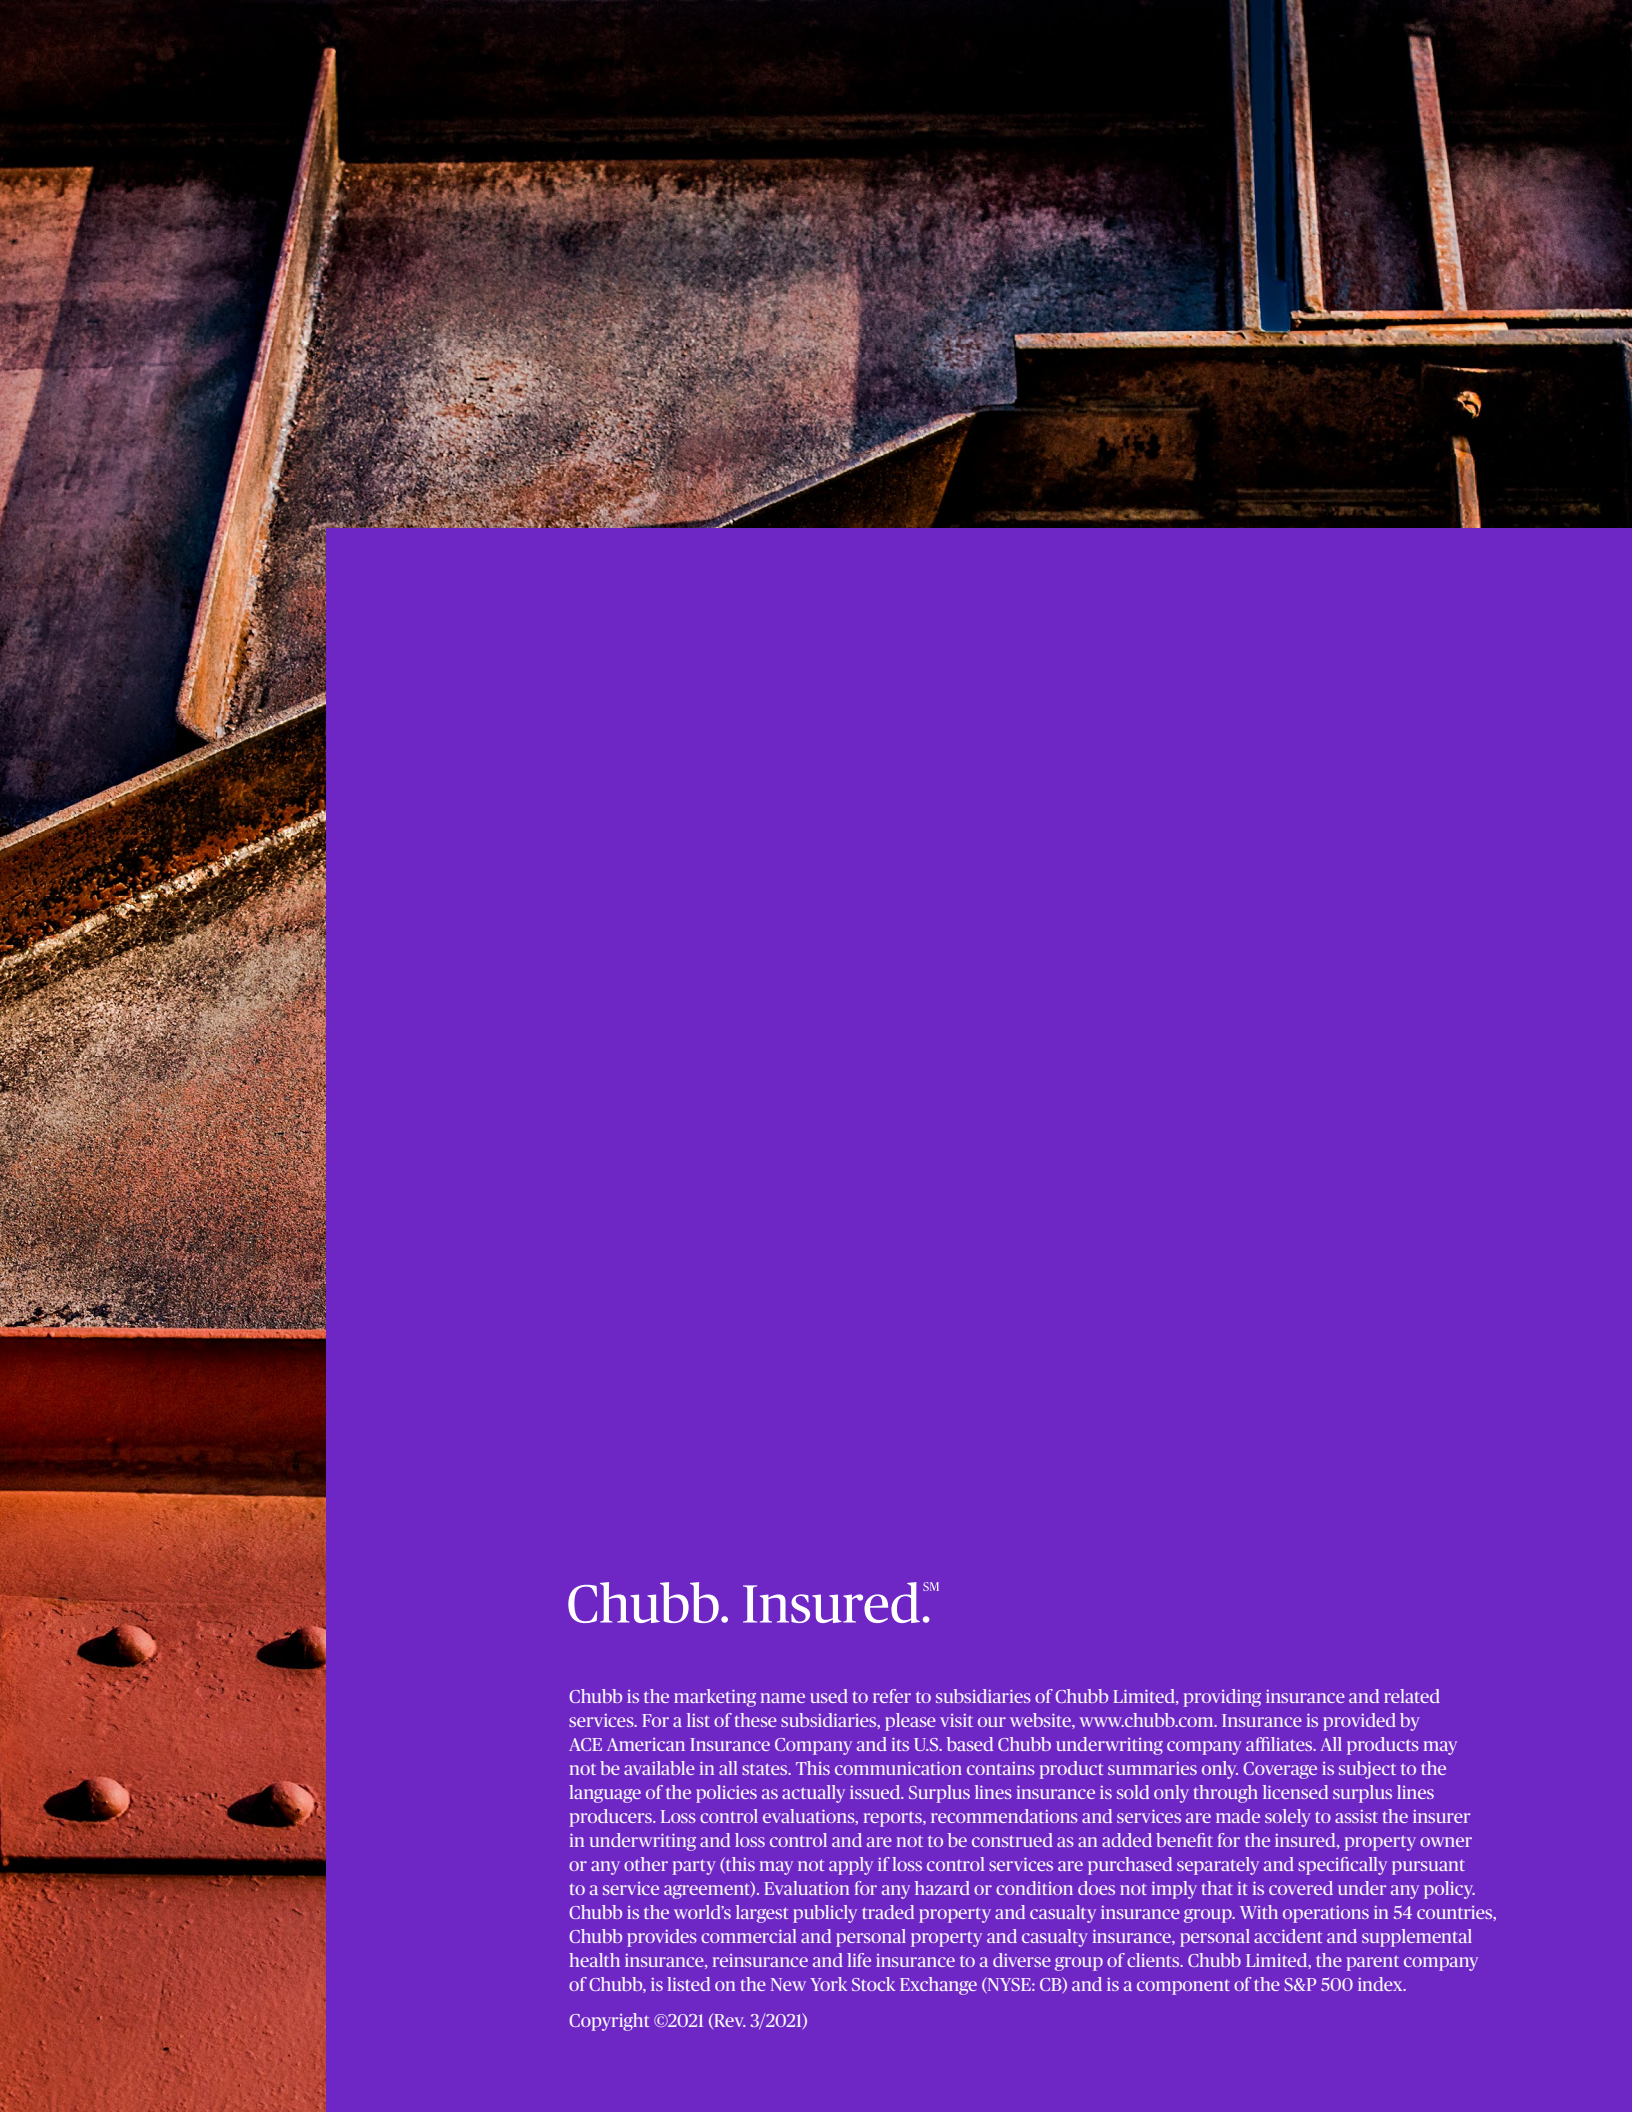 Chubb. Insured.℠
Chubb is the marketing name used to refer to subsidiaries of Chubb Limited, providing insurance and related
services. For a list of these subsidiaries, please visit our website, www.chubb.com. Insurance is provided by
ACE American Insurance Company and its U.S. based Chubb underwriting company affiliates. All products may
not be available in all states. This communication contains product summaries only. Coverage is subject to the
language of the policies as actually issued. Surplus lines insurance is sold only through licensed surplus lines
producers. Loss control evaluations, reports, recommendations and services are made solely to assist the insurer
in underwriting and loss control and are not to be construed as an added benefit for the insured, property owner
or any other party (this may not apply if loss control services are purchased separately and specifically pursuant
to a service agreement). Evaluation for any hazard or condition does not imply that it is covered under any policy.
Chubb is the world’s largest publicly traded property and casualty insurance group. With operations in 54 countries,
Chubb provides commercial and personal property and casualty insurance, personal accident and supplemental
health insurance, reinsurance and life insurance to a diverse group of clients. Chubb Limited, the parent company
of Chubb, is listed on the New York Stock Exchange (NYSE: CB) and is a component of the S&P 500 index.
Copyright ©2021 (Rev. 3/2021)